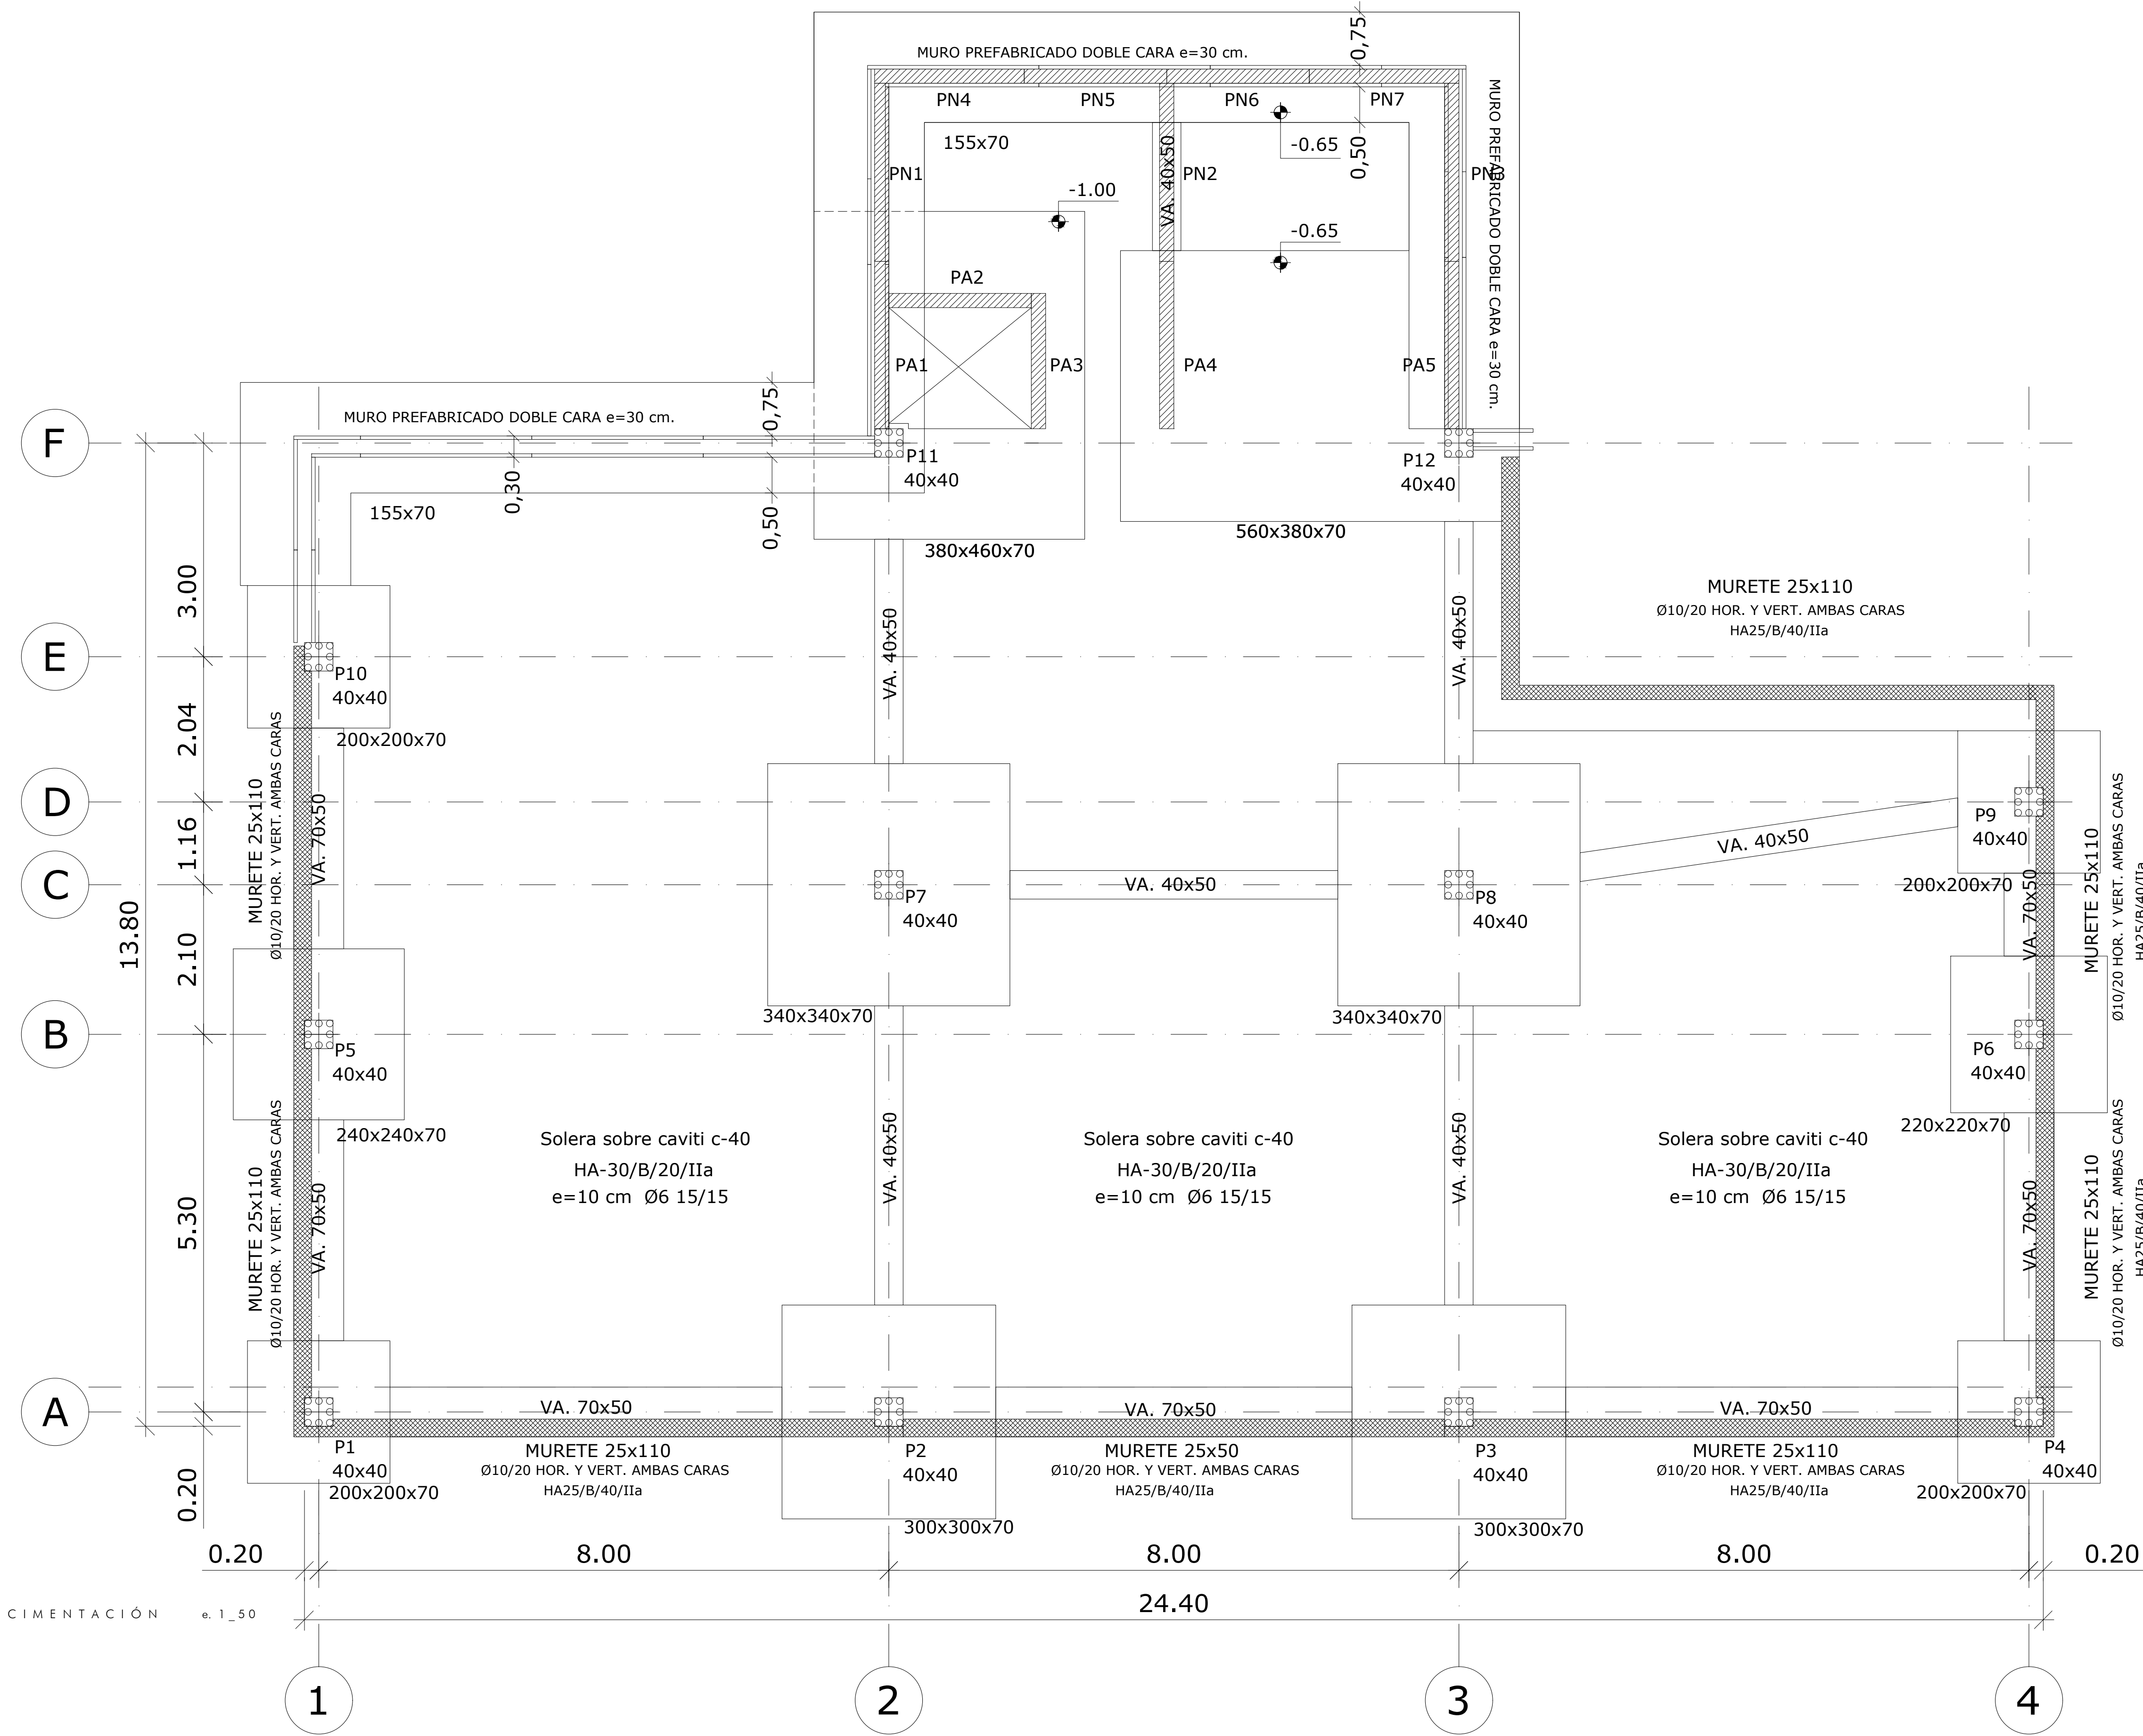 0,75
MURO PREFABRICADO DOBLE CARA e=30 cm.
PN4
PN5
PN6
PN7
155x70
VA. 40x50
-0.65
0,50
PN1
PN2
PN3
MURO PREFABRICADO DOBLE CARA e=30 cm.
-1.00
-0.65
PA2
PA1
PA3
PA4
PA5
F
MURO PREFABRICADO DOBLE CARA e=30 cm.
0,75
0,30
0,50
155x70
P11
40x40
P12
40x40
380x460x70
560x380x70
3.00
MURETE 25x110
Ø10/20 HOR. Y VERT. AMBAS CARAS
HA25/B/40/IIa
E
P10
40x40
200x200x70
VA. 40x50
VA. 40x50
2.04
D
MURETE 25x110
Ø10/20 HOR. Y VERT. AMBAS CARAS
VA. 70x50
1.16
P9
40x40
200x200x70
VA. 40x50
C
P7
40x40
VA. 40x50
P8
40x40
VA. 70x50
MURETE 25x110
Ø10/20 HOR. Y VERT. AMBAS CARAS
HA25/B/40/IIa
13.80
2.10
340x340x70
340x340x70
B
P5
40x40
240x240x70
P6
40x40
220x220x70
MURETE 25x110
Ø10/20 HOR. Y VERT. AMBAS CARAS
VA. 70x50
5.30
Solera sobre caviti c-40
HA-30/B/20/IIa
e=10 cm Ø6 15/15
VA. 40x50
Solera sobre caviti c-40
HA-30/B/20/IIa
e=10 cm Ø6 15/15
VA. 40x50
Solera sobre caviti c-40
HA-30/B/20/IIa
e=10 cm Ø6 15/15
VA. 70x50
MURETE 25x110
Ø10/20 HOR. Y VERT. AMBAS CARAS
HA25/B/40/IIa
A
VA. 70x50
VA. 70x50
VA. 70x50
0.20
P1
40x40
200x200x70
MURETE 25x110
Ø10/20 HOR. Y VERT. AMBAS CARAS
HA25/B/40/IIa
P2
40x40
300x300x70
MURETE 25x50
Ø10/20 HOR. Y VERT. AMBAS CARAS
HA25/B/40/IIa
P3
40x40
300x300x70
MURETE 25x110
Ø10/20 HOR. Y VERT. AMBAS CARAS
HA25/B/40/IIa
P4
40x40
200x200x70
0.20
8.00
8.00
8.00
0.20
24.40
CIMENTACIÓN e. 1_50
1
2
3
4